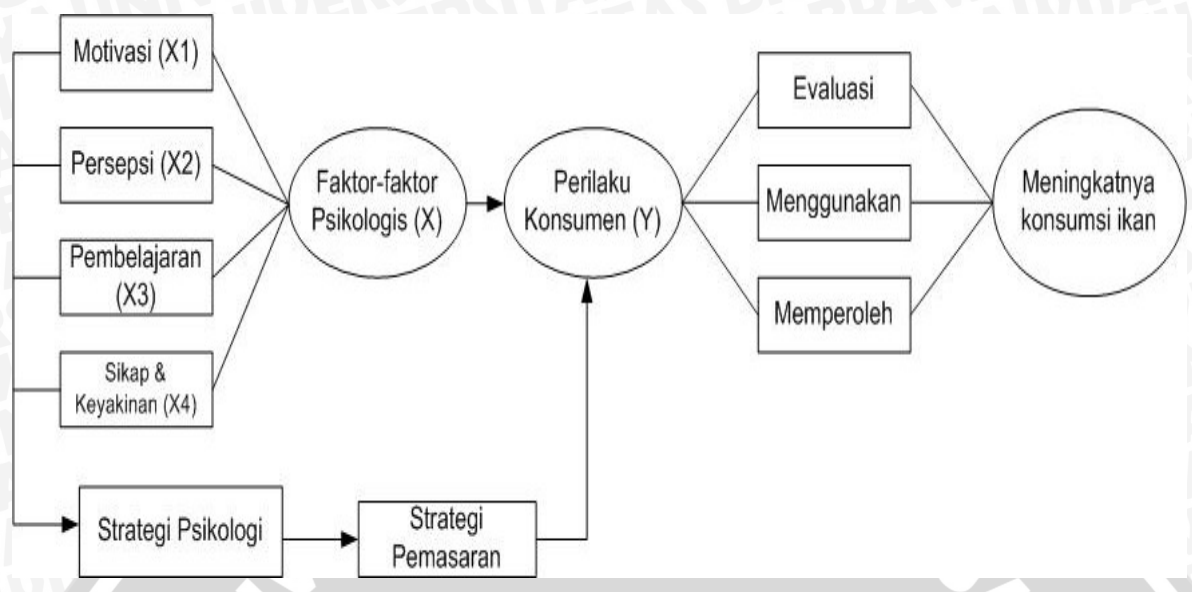 Motivasi (X1)
Persepsi (X2)
Pembelajaran
(X3)
Sikap &
Keyakinan (X4)
Faktor-faktor
Psikologis (X)
Perilaku
Konsumen (Y)
Evaluasi
Menggunakan
Memperoleh
Meningkatnya
konsumsi ikan
Strategi Psikologi
Strategi
Pemasaran